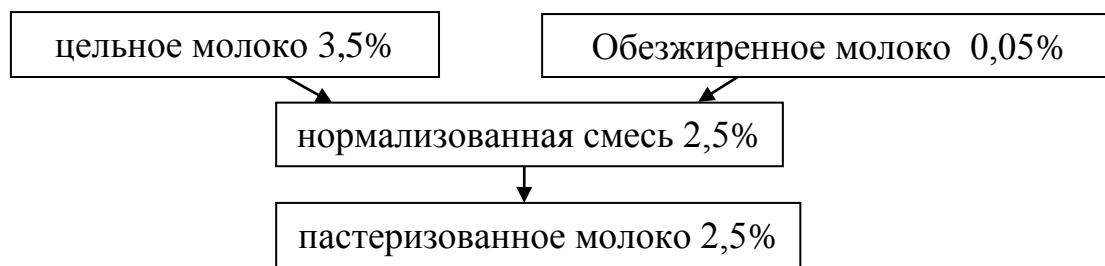 цельное молоко 3,5%
Обезжиренное молоко 0,05%
нормализованная смесь 2,5%
пастеризованное молоко 2,5%